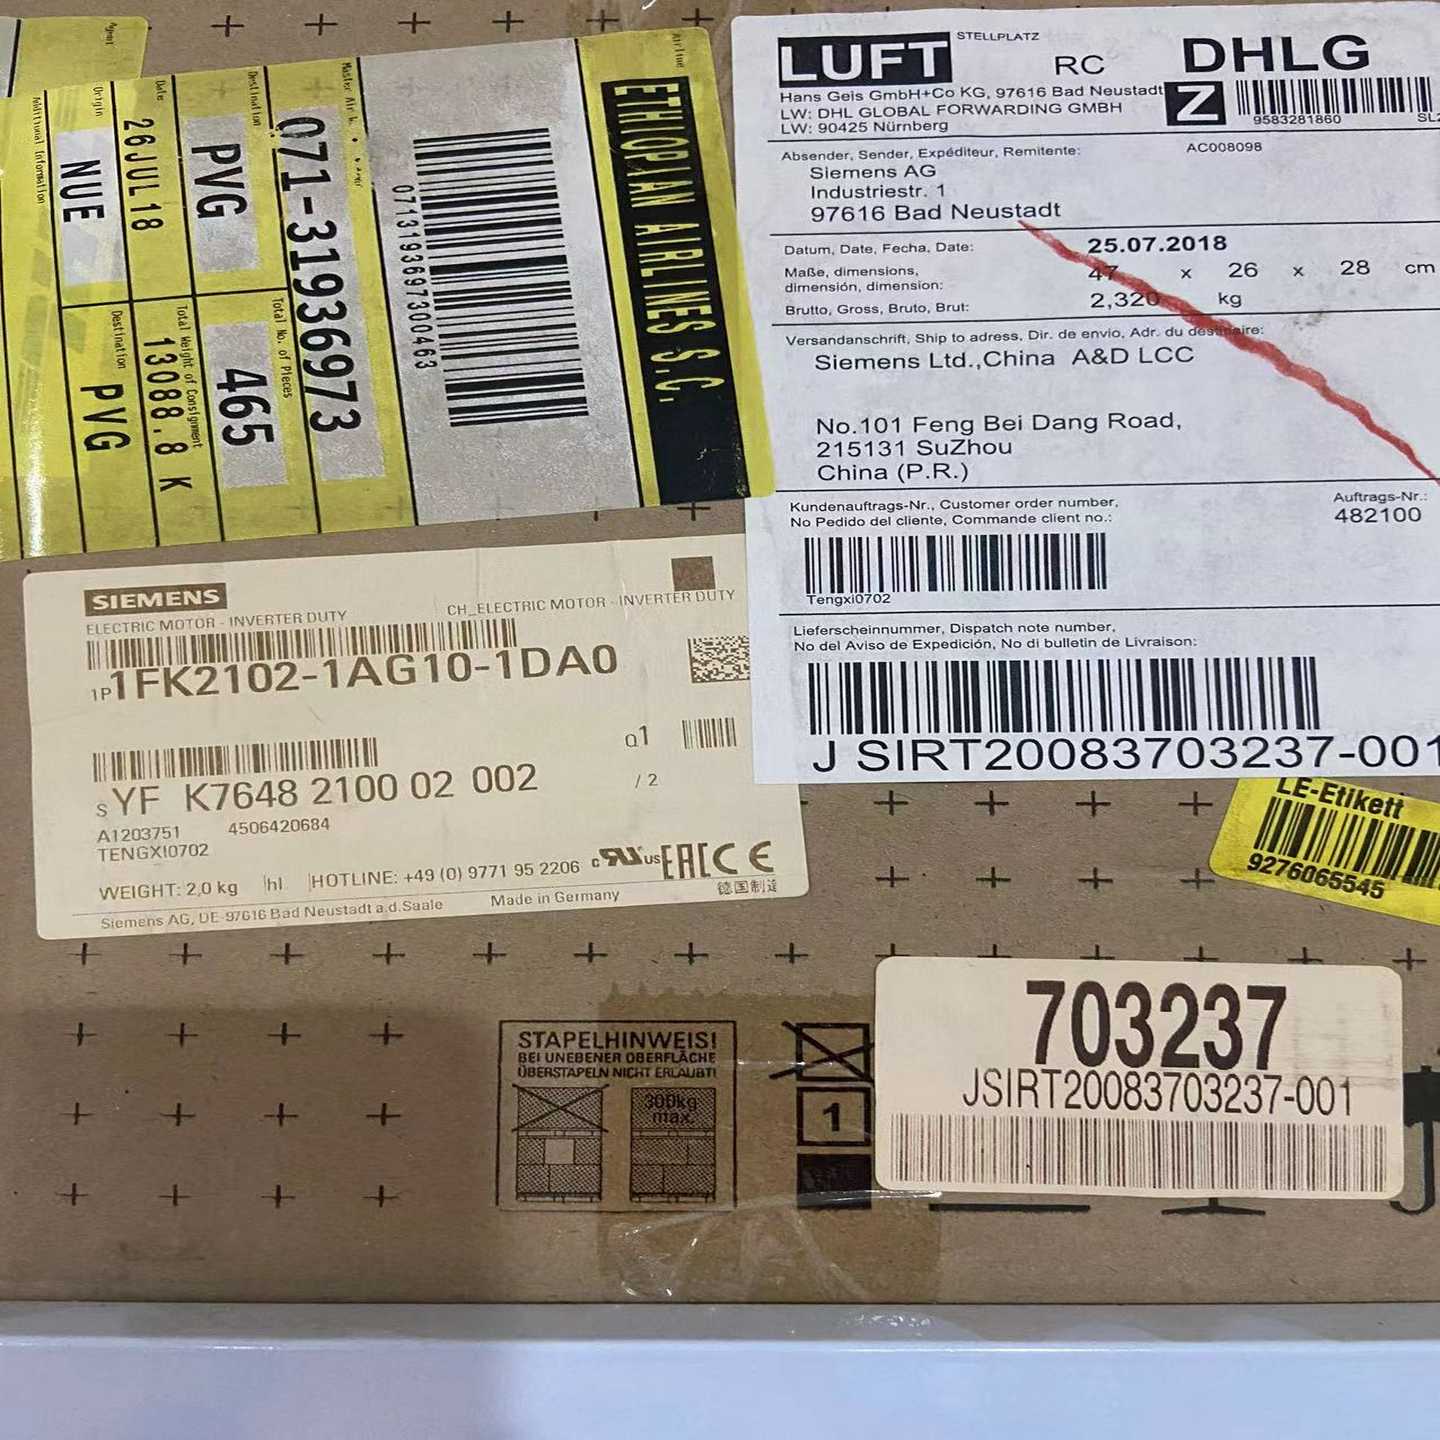 Airline
ETHIOPIAN AIRLINES S.C.
0713193697300463
071-31936973
Destination
PVG
Total No. of Pieces
465
Date
26JUL18
Total Weight of Consignment
13088.8 K
Origin
NUE
Destination
PVG
Additional Information
LUFT
STELLPLATZ
RC
DHLG
Hans Geis GmbH+Co KG, 97616 Bad Neustadt
LW: DHL GLOBAL FORWARDING GMBH
LW: 90425 Nürnberg
Z
9583281860
Absender, Sender, Expéditeur, Remitente:
AC008098
Siemens AG
Industriestr. 1
97616 Bad Neustadt
Datum, Date, Fecha, Date:
25.07.2018
Maße, dimensions,
dimensión, dimension:
47 x 26 x 28 cm
Brutto, Gross, Bruto, Brut:
2,320 kg
Versandanschrift, Ship to adress, Dir. de envio, Adr. du destinaire:
Siemens Ltd.,China A&D LCC
No.101 Feng Bei Dang Road,
215131 SuZhou
China (P.R.)
Kundenauftrags-Nr., Customer order number,
No Pedido del cliente, Commande client no.:
Auftrags-Nr.:
482100
Tengxi0702
Lieferscheinnummer, Dispatch note number,
No del Aviso de Expedición, No di bulletin de Livraison:
J SIRT20083703237-001
SIEMENS
ELECTRIC MOTOR - INVERTER DUTY
CH_ELECTRIC MOTOR - INVERTER DUTY
1P1FK2102-1AG10-1DA0
Q1
S YF K7648 2100 02 002
/ 2
A1203751 4506420684
TENGXI0702
WEIGHT: 2,0 kg |hl |HOTLINE: +49 (0) 9771 95 2206
c UR us EAC CE
德国制造
Siemens AG, DE-97616 Bad Neustadt a.d.Saale
Made in Germany
LE-Etikett
9276065545
STAPELHINWEIS!
BEI UNEBENER OBERFLÄCHE
ÜBERSTAPELN NICHT ERLAUBT!
300kg
max.
1
703237
JSIRT20083703237-001